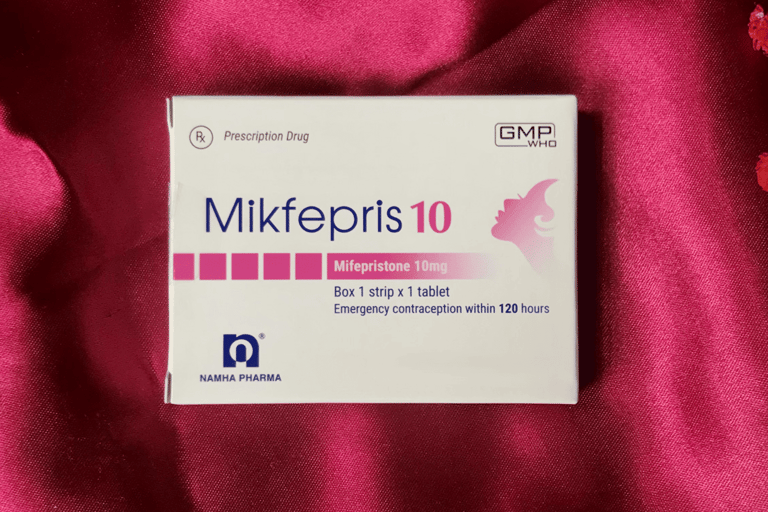 Rx Prescription Drug
GMP
WHO
Mikfepris 10
Mifepristone 10mg
Box 1 strip x 1 tablet
Emergency contraception within 120 hours
n®
NAMHA PHARMA